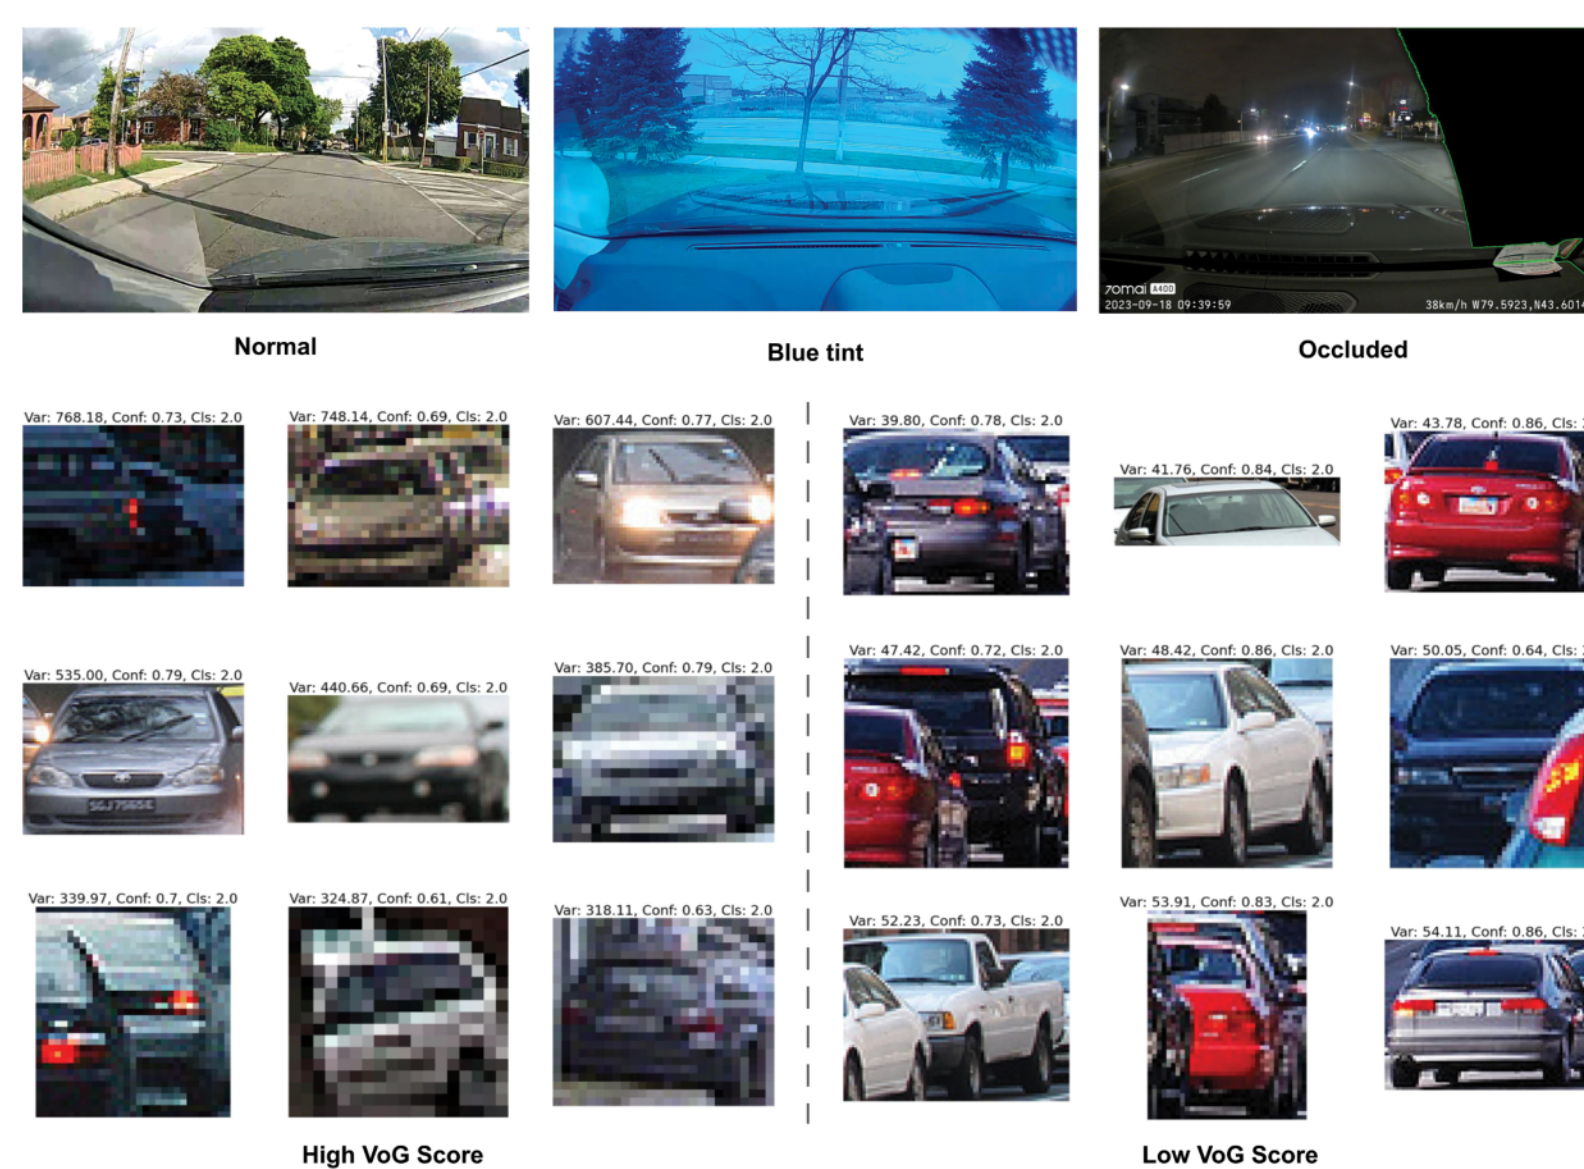 70mai A400
2023-09-18 09:39:59
38km/h W79.5923,N43.6014
Normal
Blue tint
Occluded
Var: 768.18, Conf: 0.73, Cls: 2.0
Var: 748.14, Conf: 0.69, Cls: 2.0
Var: 607.44, Conf: 0.77, Cls: 2.0
Var: 39.80, Conf: 0.78, Cls: 2.0
Var: 41.76, Conf: 0.84, Cls: 2.0
Var: 43.78, Conf: 0.86, Cls:
Var: 535.00, Conf: 0.79, Cls: 2.0
Var: 440.66, Conf: 0.69, Cls: 2.0
Var: 385.70, Conf: 0.79, Cls: 2.0
Var: 47.42, Conf: 0.72, Cls: 2.0
Var: 48.42, Conf: 0.86, Cls: 2.0
Var: 50.05, Conf: 0.64, Cls:
Var: 339.97, Conf: 0.7, Cls: 2.0
Var: 324.87, Conf: 0.61, Cls: 2.0
Var: 318.11, Conf: 0.63, Cls: 2.0
Var: 52.23, Conf: 0.73, Cls: 2.0
Var: 53.91, Conf: 0.83, Cls: 2.0
Var: 54.11, Conf: 0.86, Cls:
High VoG Score
Low VoG Score